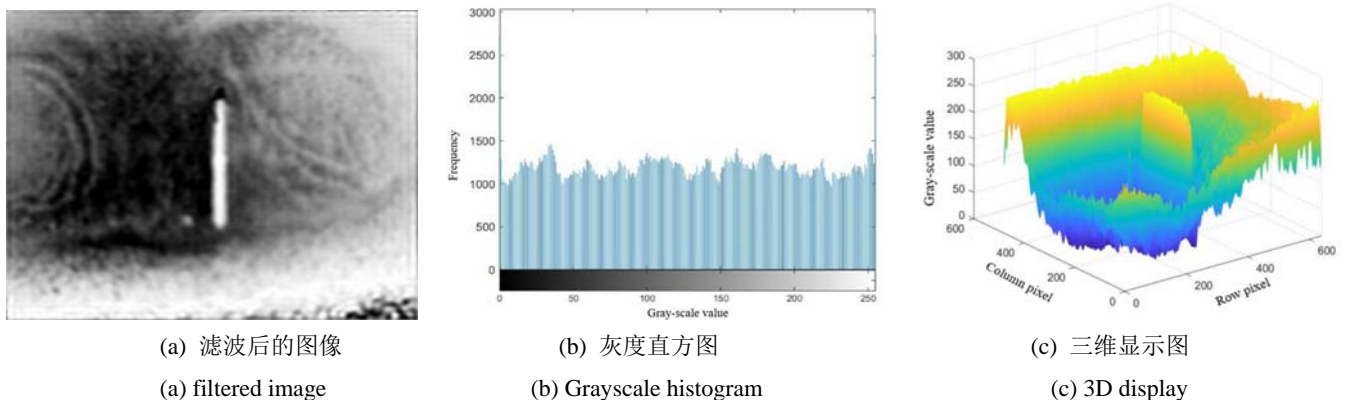 3000
2500
2000
1500
1000
500
0
Frequency
0 50 100 150 200 250
Gray-scale value
300
250
200
150
100
50
0
Gray-scale value
600
400
200
0
Column pixel
0
200
400
600
Row pixel
(a) 滤波后的图像
(b) 灰度直方图
(c) 三维显示图
(a) filtered image
(b) Grayscale histogram
(c) 3D display